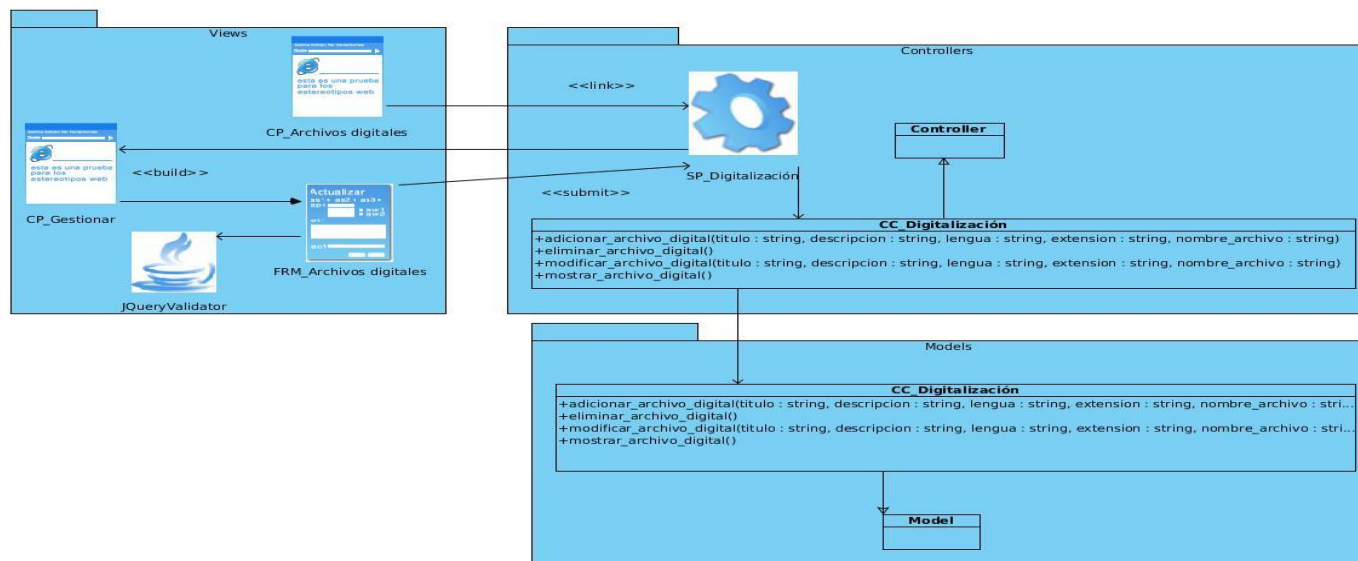 Views
esta es una prueba
para los
estereotipos web
CP_Archivos digitales
esta es una prueba
para los
estereotipos web
CP_Gestionar
<<build>>
Actualizar
FRM_Archivos digitales
JQueryValidator
<<link>>
<<submit>>
Controllers
SP_Digitalización
Controller
CC_Digitalización
+adicionar_archivo_digital(titulo : string, descripcion : string, lengua : string, extension : string, nombre_archivo : string)
+eliminar_archivo_digital()
+modificar_archivo_digital(titulo : string, descripcion : string, lengua : string, extension : string, nombre_archivo : string)
+mostrar_archivo_digital()
Models
CC_Digitalización
+adicionar_archivo_digital(titulo : string, descripcion : string, lengua : string, extension : string, nombre_archivo : stri...
+eliminar_archivo_digital()
+modificar_archivo_digital(titulo : string, descripcion : string, lengua : string, extension : string, nombre_archivo : stri...
+mostrar_archivo_digital()
Model